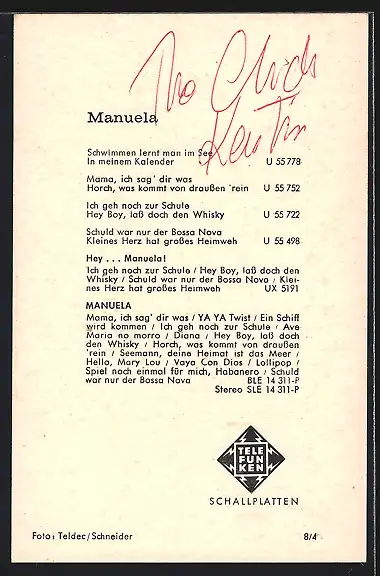 Manuela
Schwimmen lernt man im See
In meinem Kalender U 55 778
Mama, ich sag' dir was
Horch, was kommt von draußen 'rein U 55 752
Ich geh noch zur Schule
Hey Boy, laß doch den Whisky U 55 722
Schuld war nur der Bossa Nova
Kleines Herz hat großes Heimweh U 55 498
Hey . . . Manuela!
Ich geh noch zur Schule / Hey Boy, laß doch den
Whisky / Schuld war nur der Bossa Nova / Klei-
nes Herz hat großes Heimweh UX 5191
MANUELA
Mama, ich sag' dir was / YA YA Twist / Ein Schiff
wird kommen / Ich geh noch zur Schule / Ave
Maria no morro / Diana / Hey Boy, laß doch
den Whisky / Horch, was kommt von draußen
'rein / Seemann, deine Heimat ist das Meer /
Hello, Mary Lou / Vaya Con Dios / Lollipop /
Spiel noch einmal für mich, Habanero / Schuld
war nur der Bossa Nova BLE 14 311-P
Stereo SLE 14 311-P
TELE
FUN
KEN
SCHALLPLATTEN
Foto: Teldec/Schneider 8/4